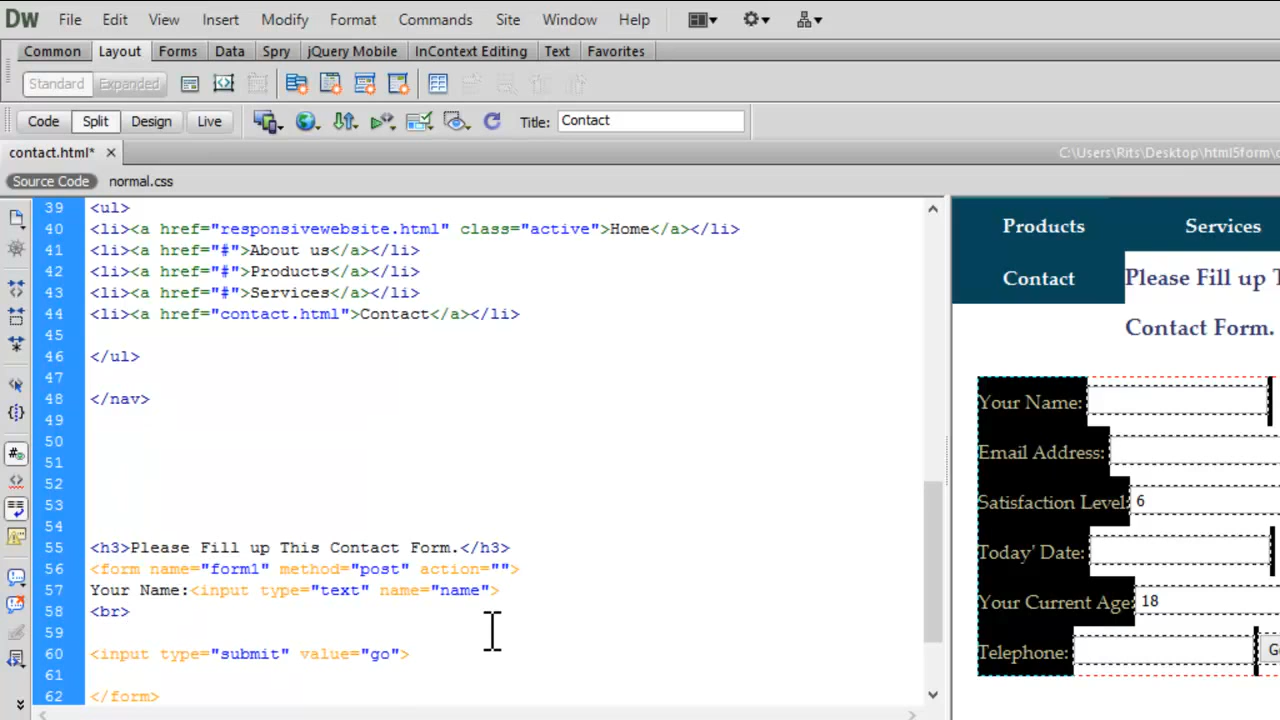 Dw File Edit View Insert Modify Format Commands Site Window Help
Common Layout Forms Data Spry jQuery Mobile InContext Editing Text Favorites
Standard Expanded
Code Split Design Live Title: Contact
contact.html* C:\Users\Rits\Desktop\html5form\
Source Code normal.css
39 <ul>
40 <li><a href="responsivewebsite.html" class="active">Home</a></li>
41 <li><a href="#">About us</a></li>
42 <li><a href="#">Products</a></li>
43 <li><a href="#">Services</a></li>
44 <li><a href="contact.html">Contact</a></li>
45
46 </ul>
47
48 </nav>
49
50
51
52
53
54
55 <h3>Please Fill up This Contact Form.</h3>
56 <form name="form1" method="post" action="">
57 Your Name:<input type="text" name="name">
58 <br>
59
60 <input type="submit" value="go">
61
62 </form>
Products Services
Contact Please Fill up T
Contact Form.
Your Name:
Email Address:
Satisfaction Level: 6
Today' Date:
Your Current Age: 18
Telephone: G